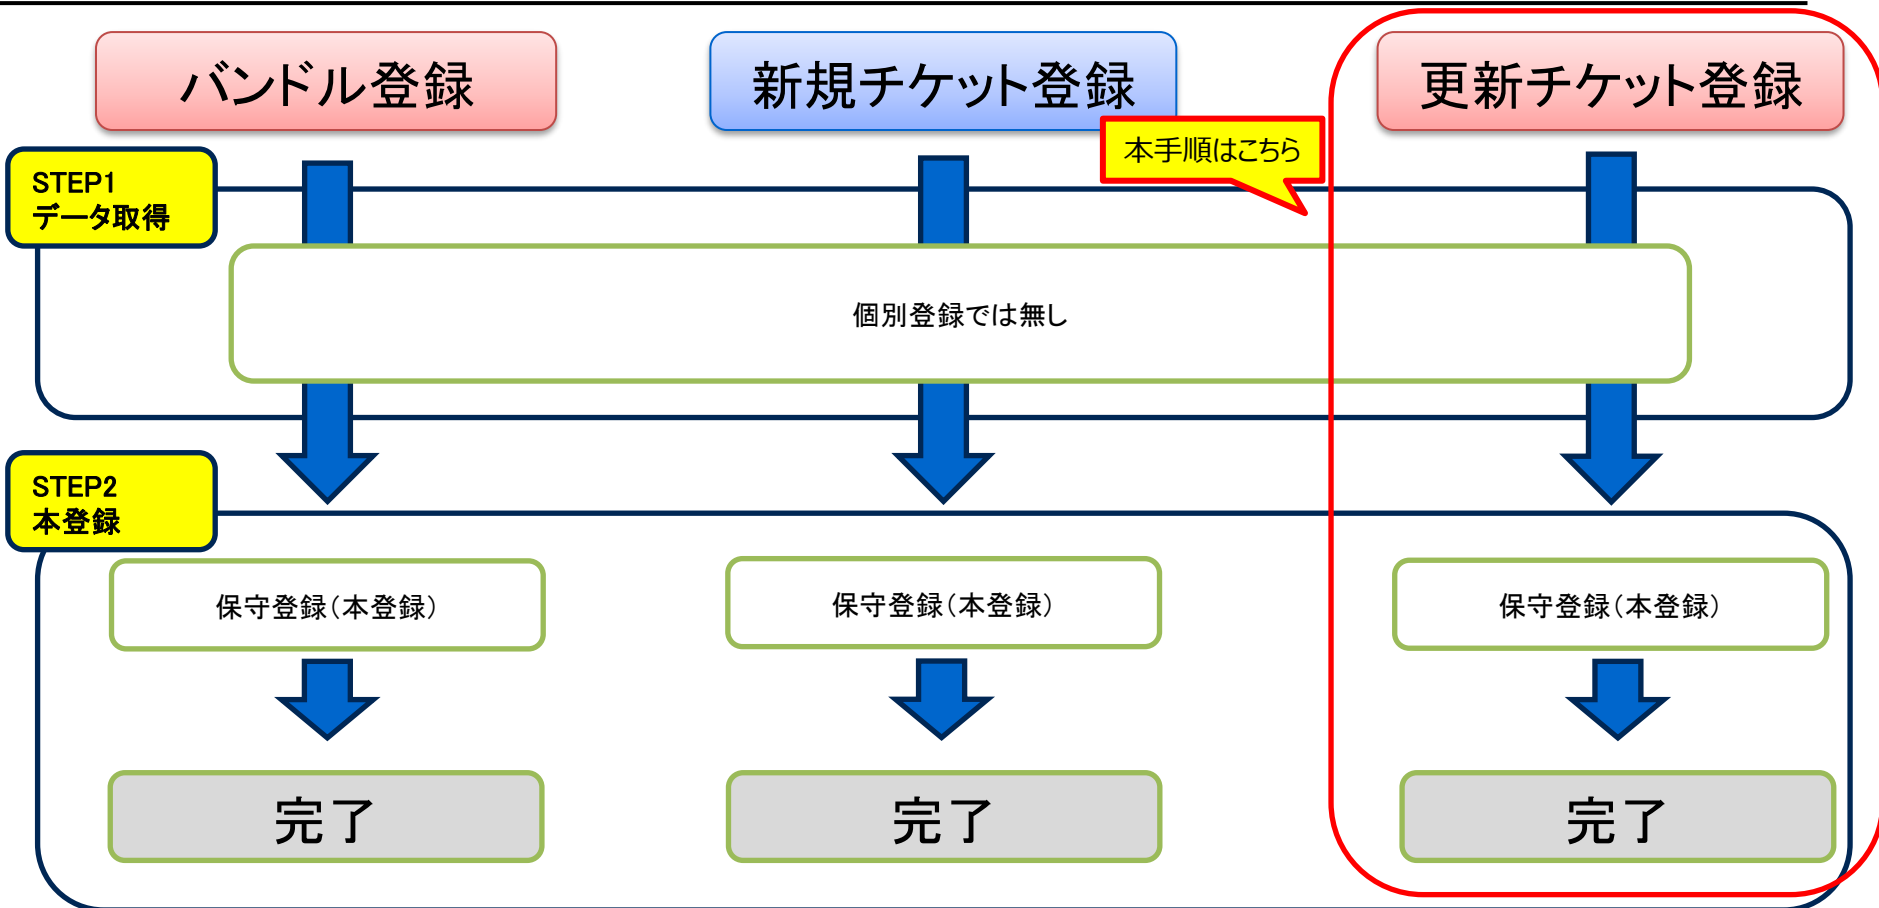 バンドル登録
新規チケット登録
更新チケット登録
本手順はこちら
STEP1
データ取得
個別登録では無し
STEP2
本登録
保守登録（本登録）
保守登録（本登録）
保守登録（本登録）
完了
完了
完了